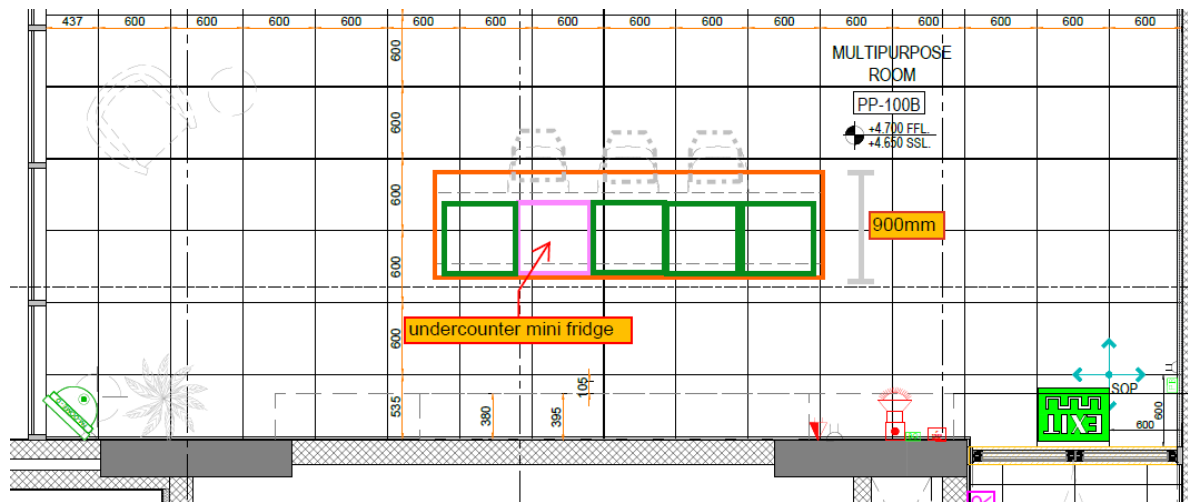 437 600 600 600 600 600 600 600 600 600 600 600 600 600 600 600
600
MULTIPURPOSE
ROOM
PP-100B
600
+4.700 FFL.
+4.650 SSL.
600
900mm
600
undercounter mini fridge
600
105
SOP
535
380
395
EXIT
600
600